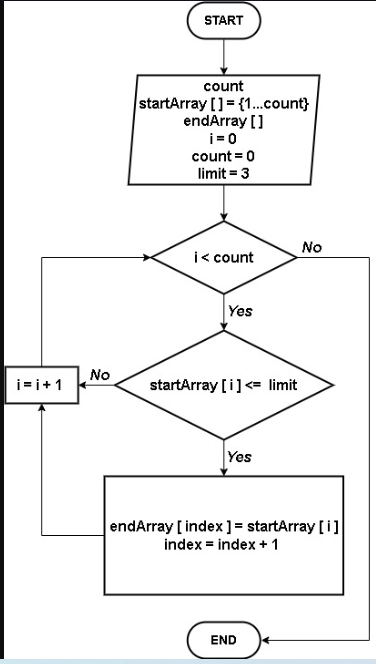 START
count
startArray [ ] = {1...count}
endArray [ ]
i = 0
count = 0
limit = 3
i < count
No
Yes
startArray [ i ] <= limit
No
i = i + 1
Yes
endArray [ index ] = startArray [ i ]
index = index + 1
END